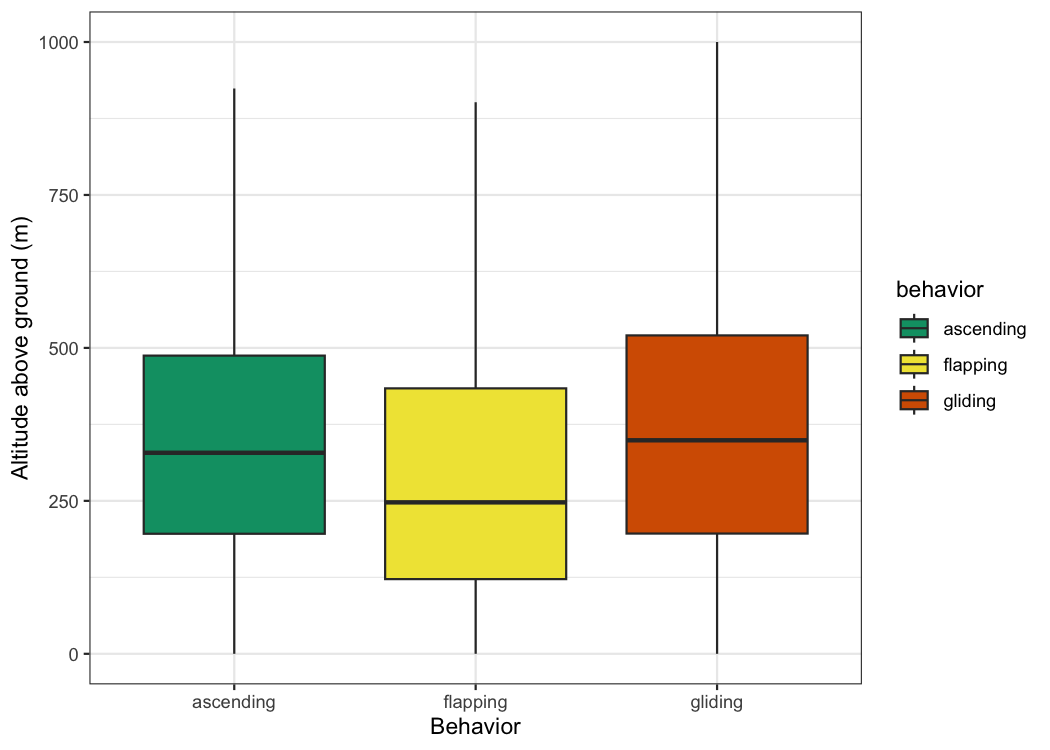 Altitude above ground (m)
1000
750
500
250
0
ascending flapping gliding
Behavior
behavior
ascending
flapping
gliding